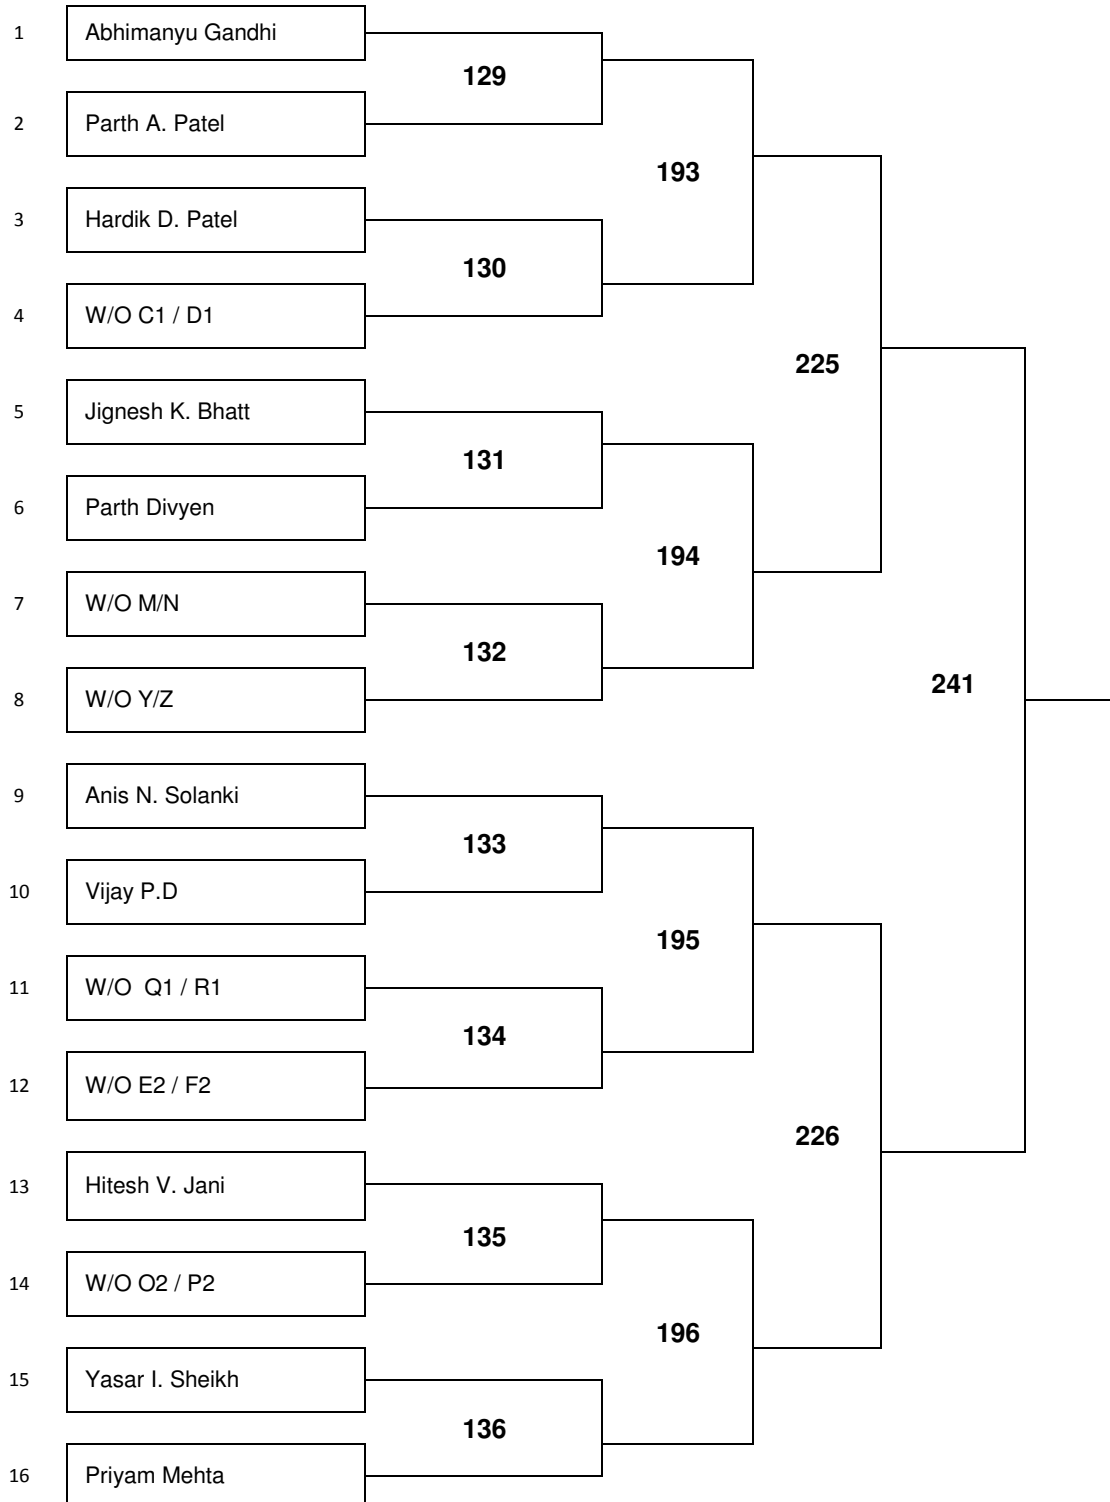 1 Abhimanyu Gandhi
129
2 Parth A. Patel
193
3 Hardik D. Patel
130
4 W/O C1 / D1
225
5 Jignesh K. Bhatt
131
6 Parth Divyen
194
7 W/O M/N
132
8 W/O Y/Z
241
9 Anis N. Solanki
133
10 Vijay P.D
195
11 W/O Q1 / R1
134
12 W/O E2 / F2
226
13 Hitesh V. Jani
135
14 W/O O2 / P2
196
15 Yasar I. Sheikh
136
16 Priyam Mehta